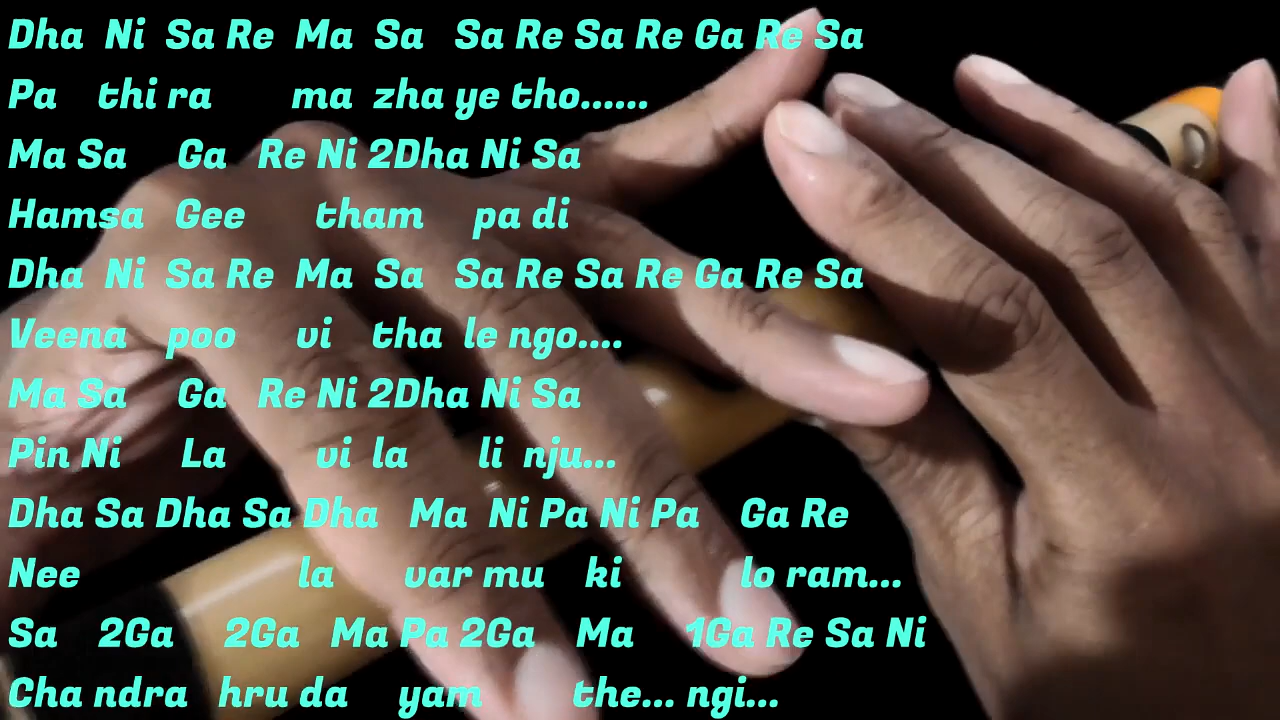 Dha Ni Sa Re Ma Sa Sa Re Sa Re Ga Re Sa
Pa thi ra ma zha ye tho......
Ma Sa Ga Re Ni 2Dha Ni Sa
Hamsa Gee tham pa di
Dha Ni Sa Re Ma Sa Sa Re Sa Re Ga Re Sa
Veena poo vi tha le ngo....
Ma Sa Ga Re Ni 2Dha Ni Sa
Pin Ni La vi la li nju...
Dha Sa Dha Sa Dha Ma Ni Pa Ni Pa Ga Re
Nee la var mu ki lo ram...
Sa 2Ga 2Ga Ma Pa 2Ga Ma 1Ga Re Sa Ni
Cha ndra hru da yam the... ngi...